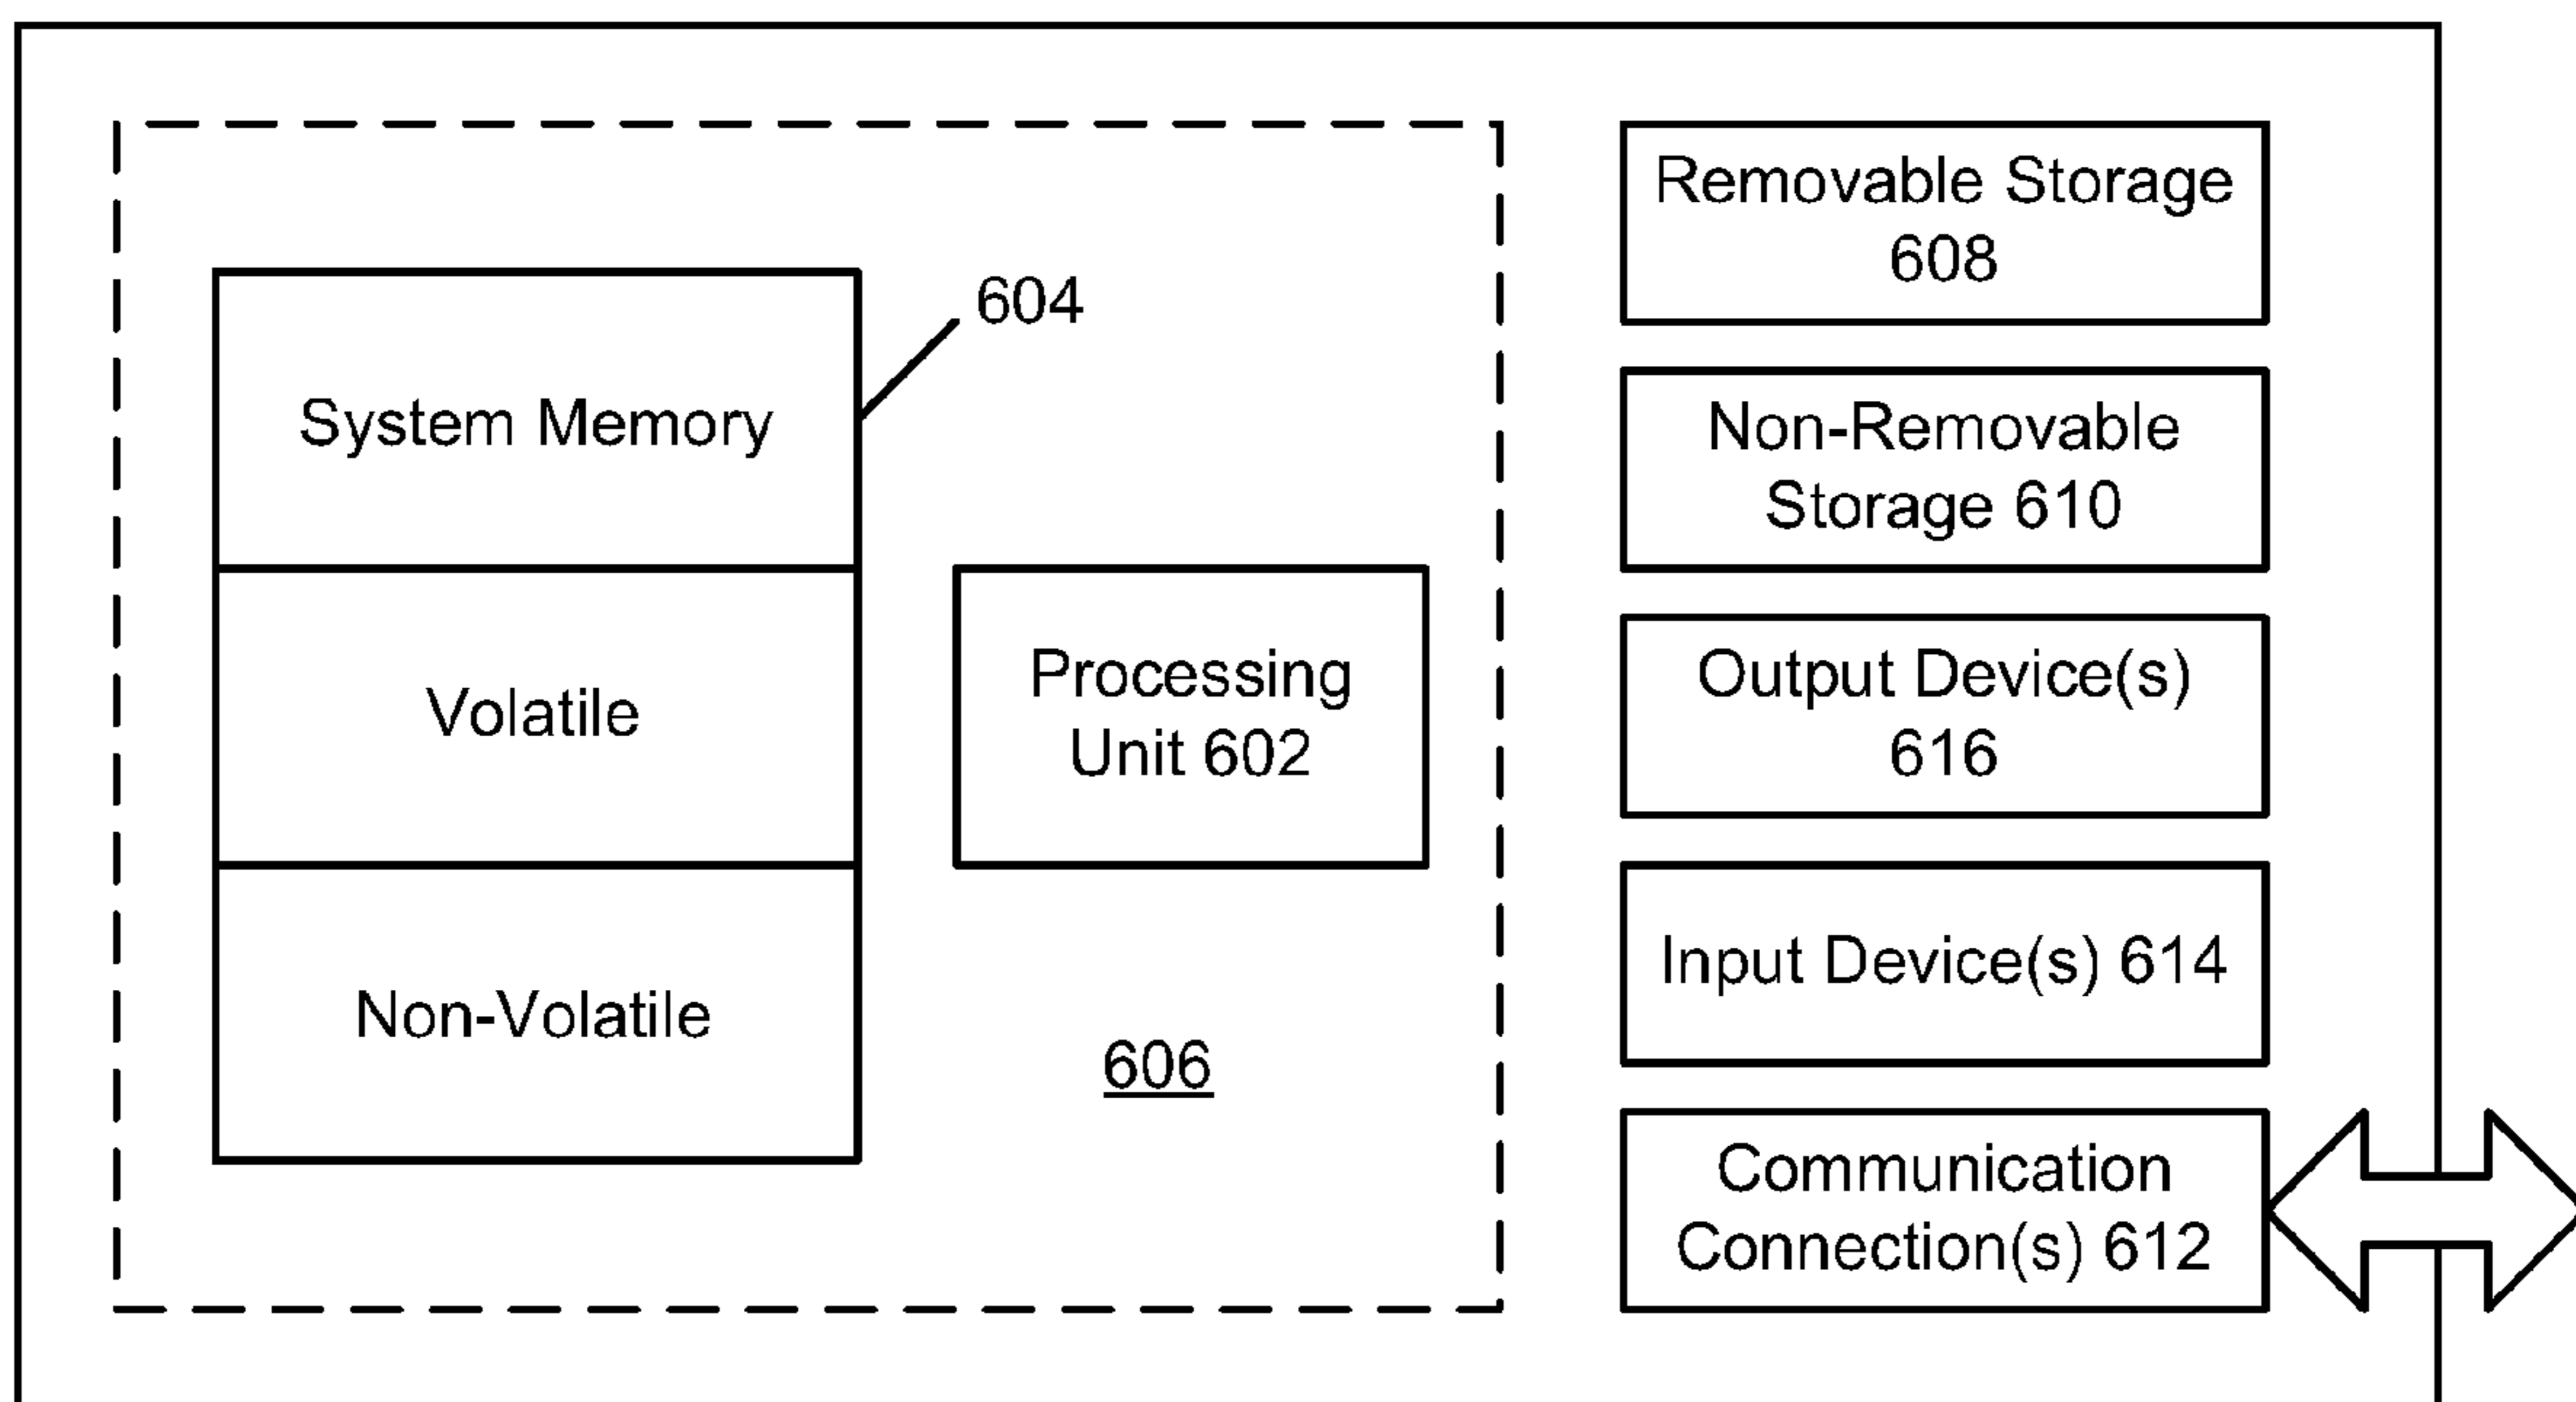 604
System Memory
Volatile
Non-Volatile
Processing
Unit 602
606
Removable Storage
608
Non-Removable
Storage 610
Output Device(s)
616
Input Device(s) 614
Communication
Connection(s) 612